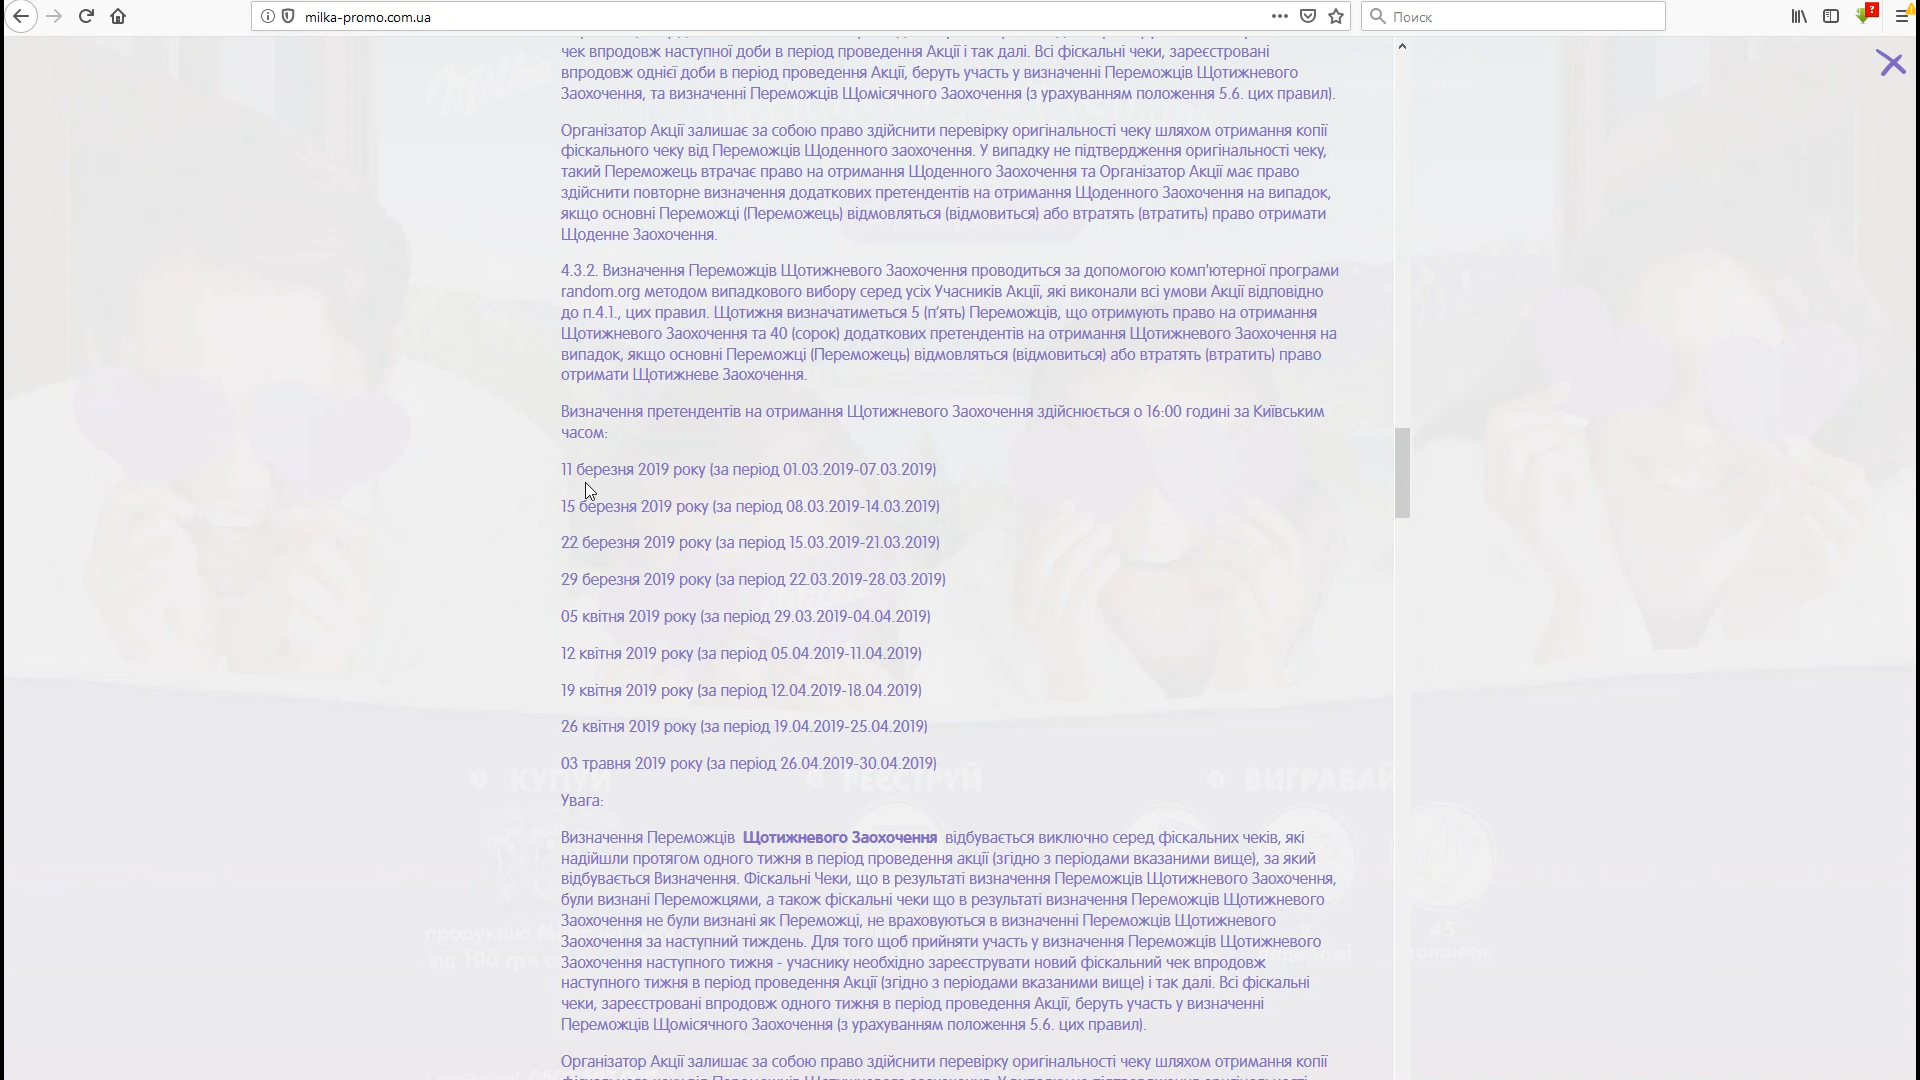 milka-promo.com.ua
Поиск
чек впродовж наступної доби в період проведення Акції і так далі. Всі фіскальні чеки, зареєстровані
впродовж однієї доби в період проведення Акції, беруть участь у визначенні Переможців Щотижневого
Заохочення, та визначенні Переможців Щомісячного Заохочення (з урахуванням положення 5.6. цих правил).
Організатор Акції залишає за собою право здійснити перевірку оригінальності чеку шляхом отримання копії
фіскального чеку від Переможців Щоденного заохочення. У випадку не підтвердження оригінальності чеку,
такий Переможець втрачає право на отримання Щоденного Заохочення та Організатор Акції має право
здійснити повторне визначення додаткових претендентів на отримання Щоденного Заохочення на випадок,
якщо основні Переможці (Переможець) відмовляться (відмовиться) або втратять (втратить) право отримати
Щоденне Заохочення.
4.3.2. Визначення Переможців Щотижневого Заохочення проводиться за допомогою комп'ютерної програми
random.org методом випадкового вибору серед усіх Учасників Акції, які виконали всі умови Акції відповідно
до п.4.1., цих правил. Щотижня визначатиметься 5 (п’ять) Переможців, що отримують право на отримання
Щотижневого Заохочення та 40 (сорок) додаткових претендентів на отримання Щотижневого Заохочення на
випадок, якщо основні Переможці (Переможець) відмовляться (відмовиться) або втратять (втратить) право
отримати Щотижневе Заохочення.
Визначення претендентів на отримання Щотижневого Заохочення здійснюється о 16:00 годині за Київським
часом:
11 березня 2019 року (за період 01.03.2019-07.03.2019)
15 березня 2019 року (за період 08.03.2019-14.03.2019)
22 березня 2019 року (за період 15.03.2019-21.03.2019)
29 березня 2019 року (за період 22.03.2019-28.03.2019)
05 квітня 2019 року (за період 29.03.2019-04.04.2019)
12 квітня 2019 року (за період 05.04.2019-11.04.2019)
19 квітня 2019 року (за період 12.04.2019-18.04.2019)
26 квітня 2019 року (за період 19.04.2019-25.04.2019)
03 травня 2019 року (за період 26.04.2019-30.04.2019)
КУПУЙ РЕЄСТРУЙ ВИГРАВАЙ
Увага:
Визначення Переможців Щотижневого Заохочення відбувається виключно серед фіскальних чеків, які
надійшли протягом одного тижня в період проведення акції (згідно з періодами вказаними вище), за який
відбувається Визначення. Фіскальні Чеки, що в результаті визначення Переможців Щотижневого Заохочення,
були визнані Переможцями, а також фіскальні чеки що в результаті визначення Переможців Щотижневого
Заохочення не були визнані як Переможці, не враховуються в визначенні Переможців Щотижневого
Заохочення за наступний тиждень. Для того щоб прийняти участь у визначення Переможців Щотижневого
Заохочення наступного тижня - учаснику необхідно зареєструвати новий фіскальний чек впродовж
наступного тижня в період проведення Акції (згідно з періодами вказаними вище) і так далі. Всі фіскальні
чеки, зареєстровані впродовж одного тижня в період проведення Акції, беруть участь у визначенні
Переможців Щомісячного Заохочення (з урахуванням положення 5.6. цих правил).
Організатор Акції залишає за собою право здійснити перевірку оригінальності чеку шляхом отримання копії